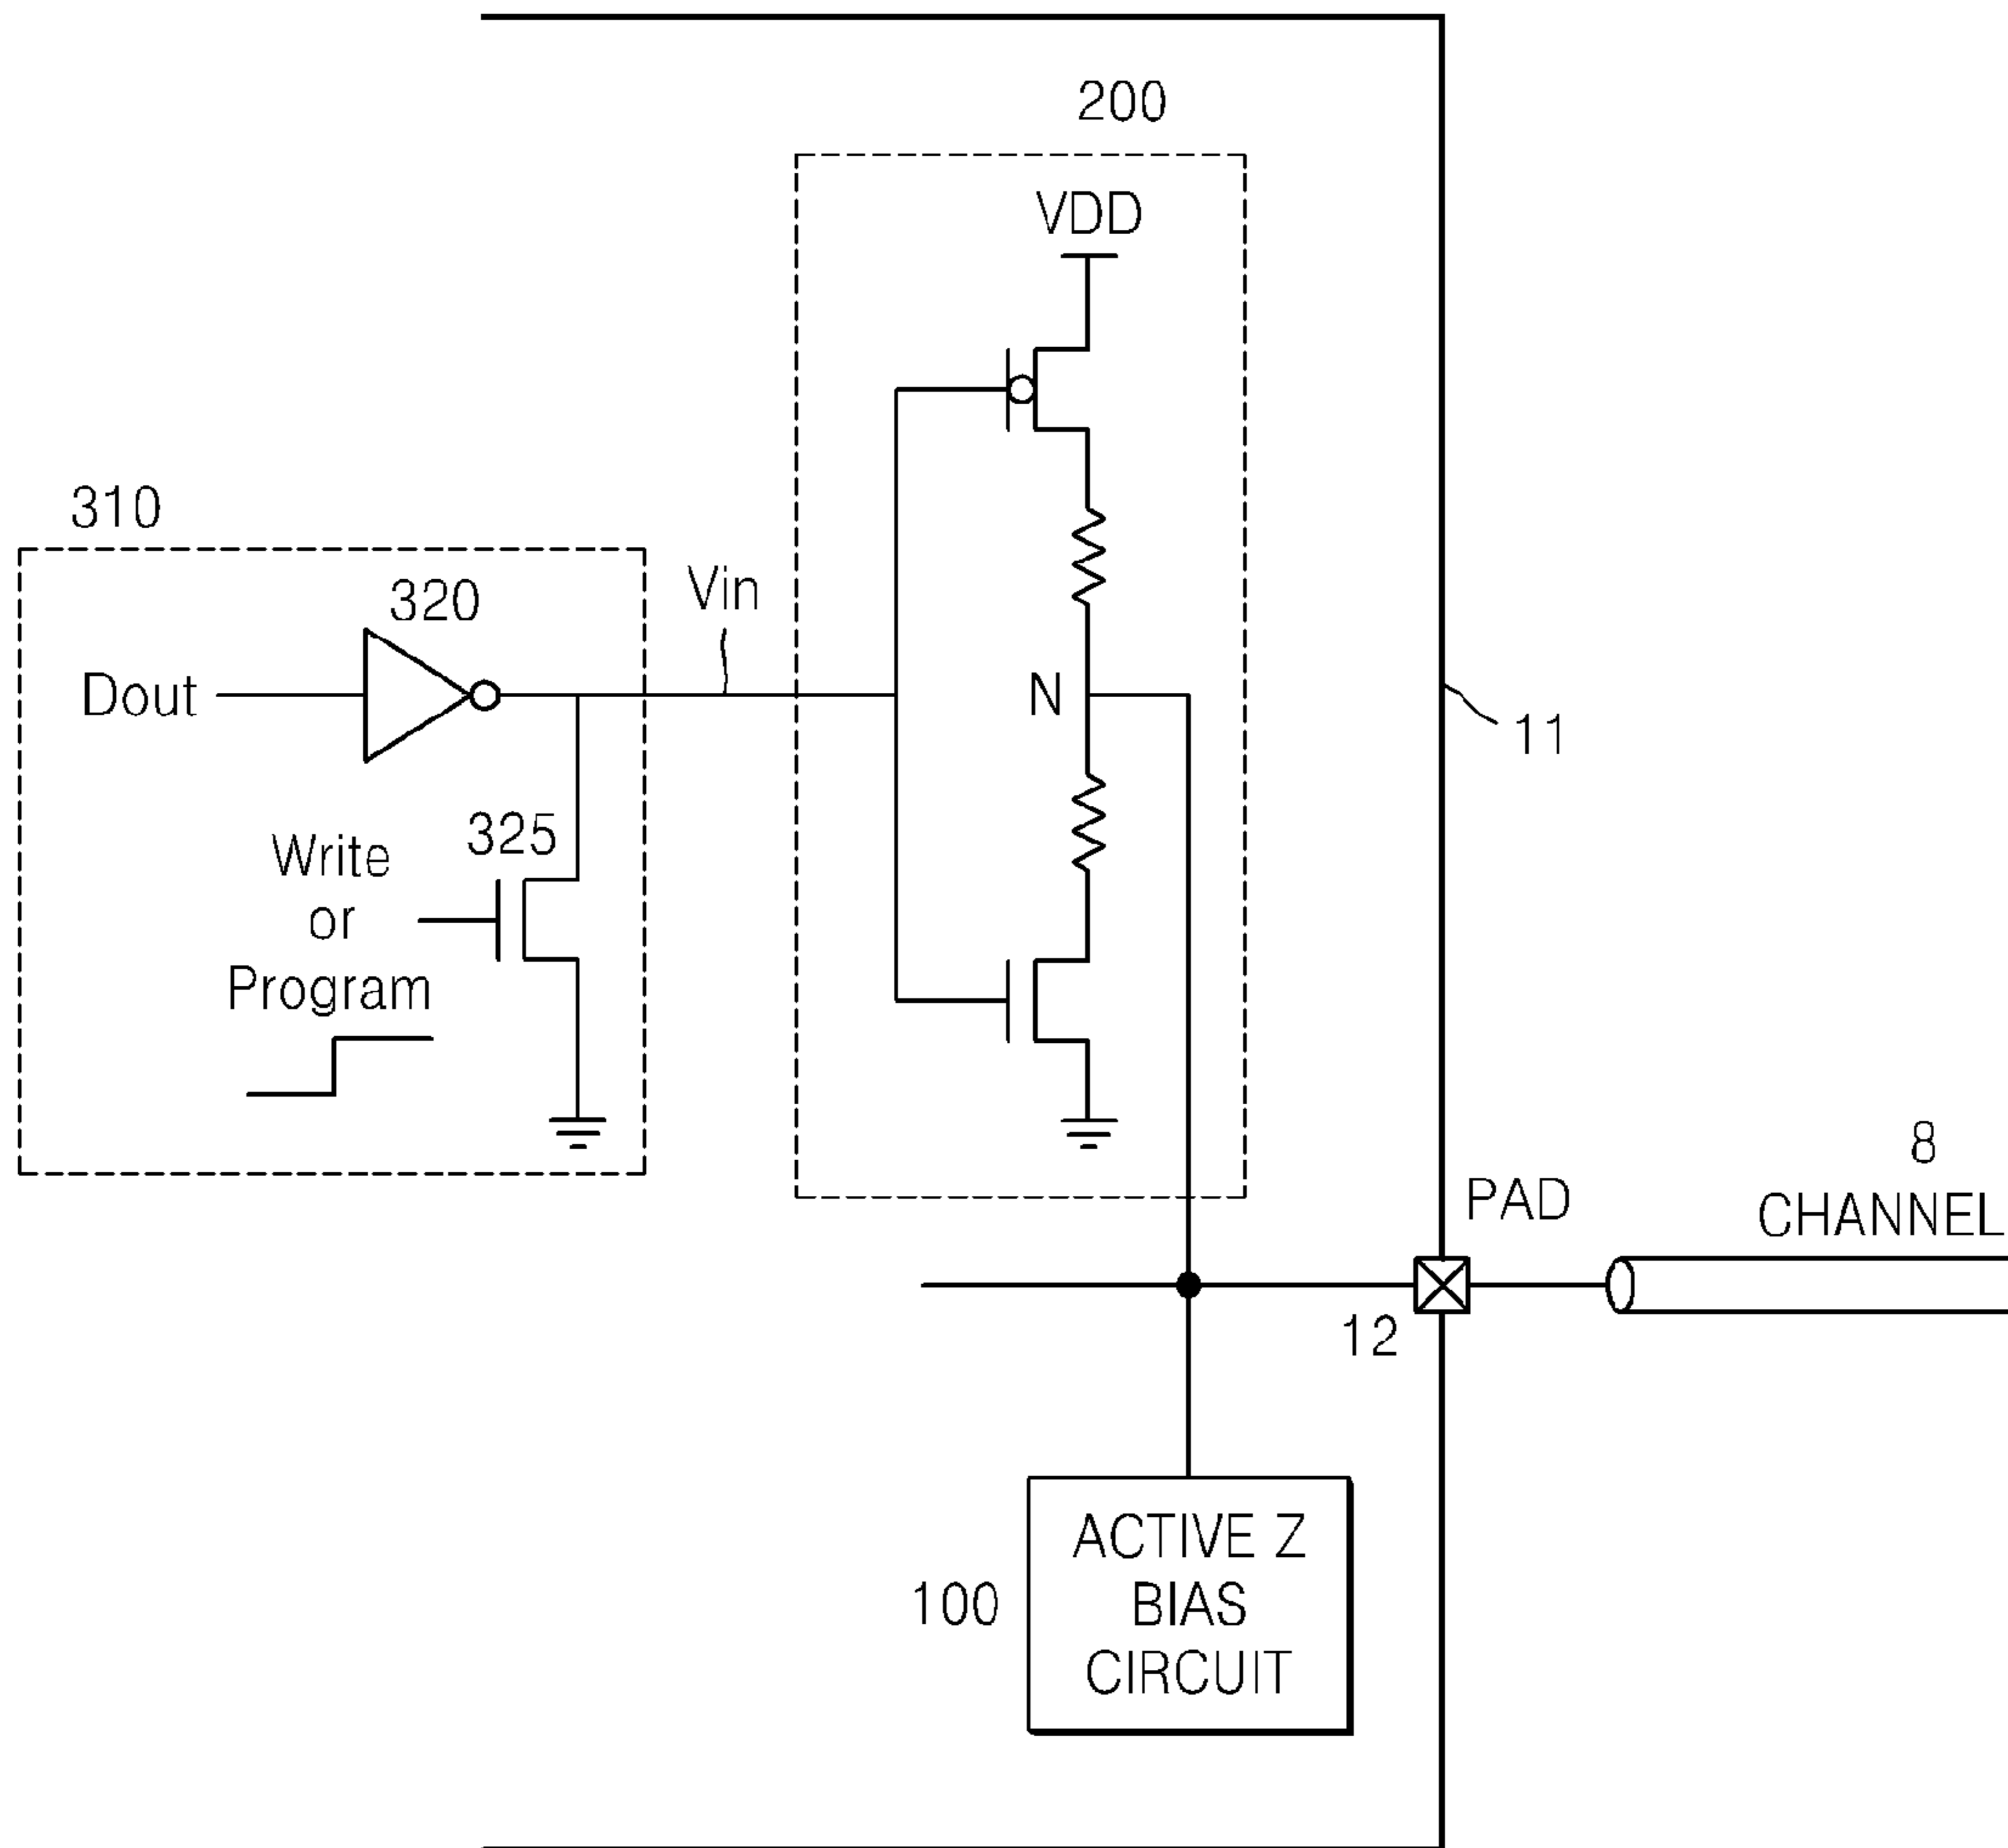 200
VDD
310
320
Vin
Dout
N
11
325
Write
or
Program
8
PAD
CHANNEL
12
ACTIVE Z
BIAS
CIRCUIT
100